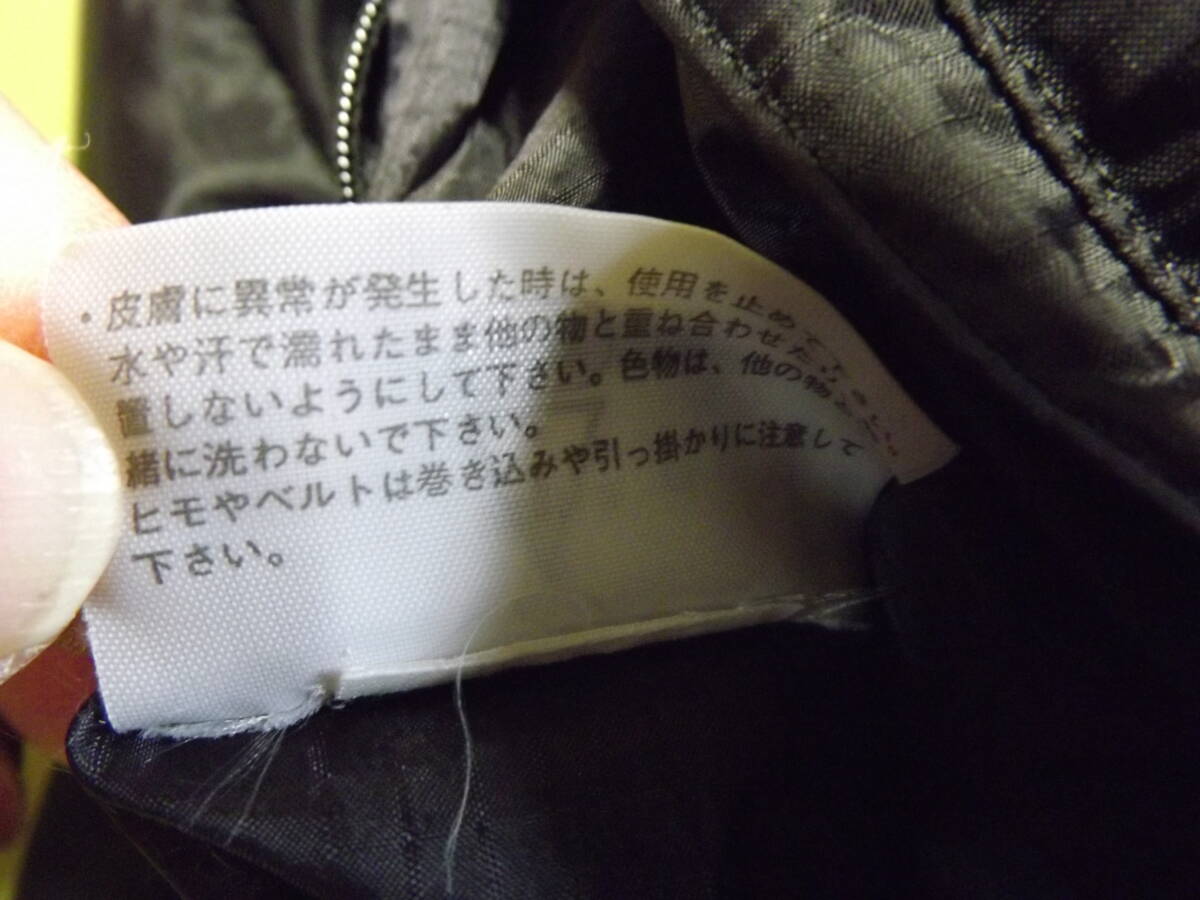 ・皮膚に異常が発生した時は、使用を止めて下さい。
水や汗で濡れたまま他の物と重ね合わせたり
置しないようにして下さい。色物は、他の物と
緒に洗わないで下さい。
ヒモやベルトは巻き込みや引っ掛かりに注意して
下さい。